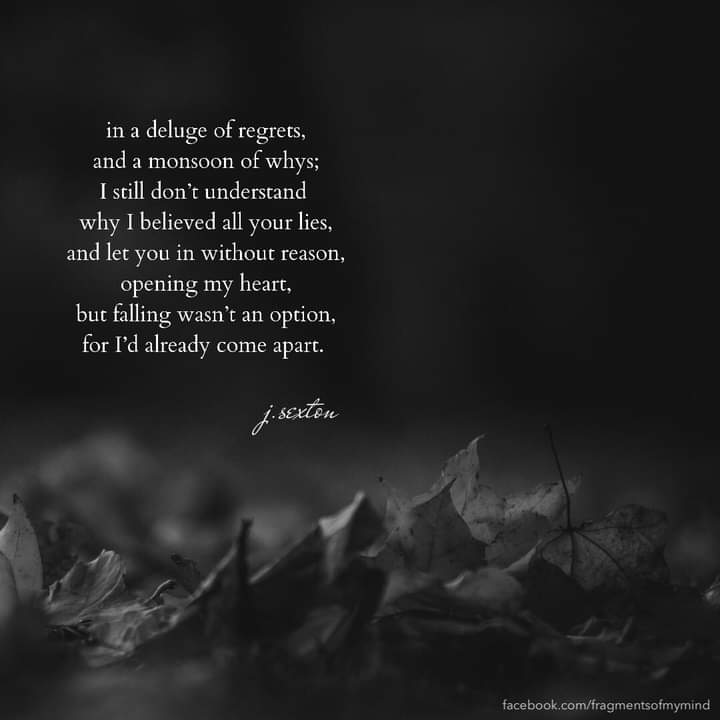 in a deluge of regrets,
and a monsoon of whys;
I still don't understand
why I believed all your lies,
and let you in without reason,
opening my heart,
but falling wasn't an option,
for I'd already come apart.
j.sexton
facebook.com/fragmentsofmymind